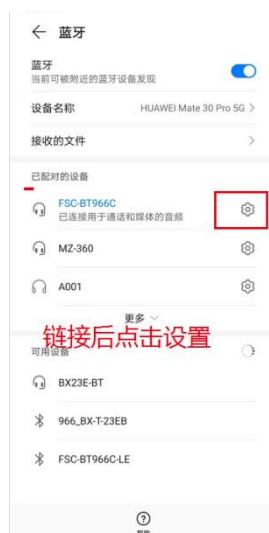 蓝牙
蓝牙
当前可被附近的蓝牙设备发现
设备名称 HUAWEI Mate 30 Pro 5G
接收的文件
已配对的设备
FSC-BT966C
已连接用于通话和媒体的音频
MZ-360
A001
更多
链接后点击设置
可用设备
BX23E-BT
966_BX-T-23EB
FSC-BT966C-LE